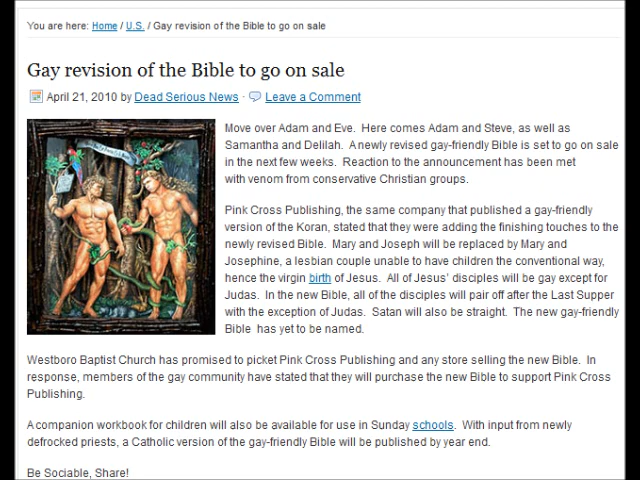 You are here: Home / U.S. / Gay revision of the Bible to go on sale
Gay revision of the Bible to go on sale
April 21, 2010 by Dead Serious News · Leave a Comment
Move over Adam and Eve. Here comes Adam and Steve, as well as
Samantha and Delilah. A newly revised gay-friendly Bible is set to go on sale
in the next few weeks. Reaction to the announcement has been met
with venom from conservative Christian groups.
Pink Cross Publishing, the same company that published a gay-friendly
version of the Koran, stated that they were adding the finishing touches to the
newly revised Bible. Mary and Joseph will be replaced by Mary and
Josephine, a lesbian couple unable to have children the conventional way,
hence the virgin birth of Jesus. All of Jesus' disciples will be gay except for
Judas. In the new Bible, all of the disciples will pair off after the Last Supper
with the exception of Judas. Satan will also be straight. The new gay-friendly
Bible has yet to be named.
Westboro Baptist Church has promised to picket Pink Cross Publishing and any store selling the new Bible. In
response, members of the gay community have stated that they will purchase the new Bible to support Pink Cross
Publishing.
A companion workbook for children will also be available for use in Sunday schools. With input from newly
defrocked priests, a Catholic version of the gay-friendly Bible will be published by year end.
Be Sociable, Share!